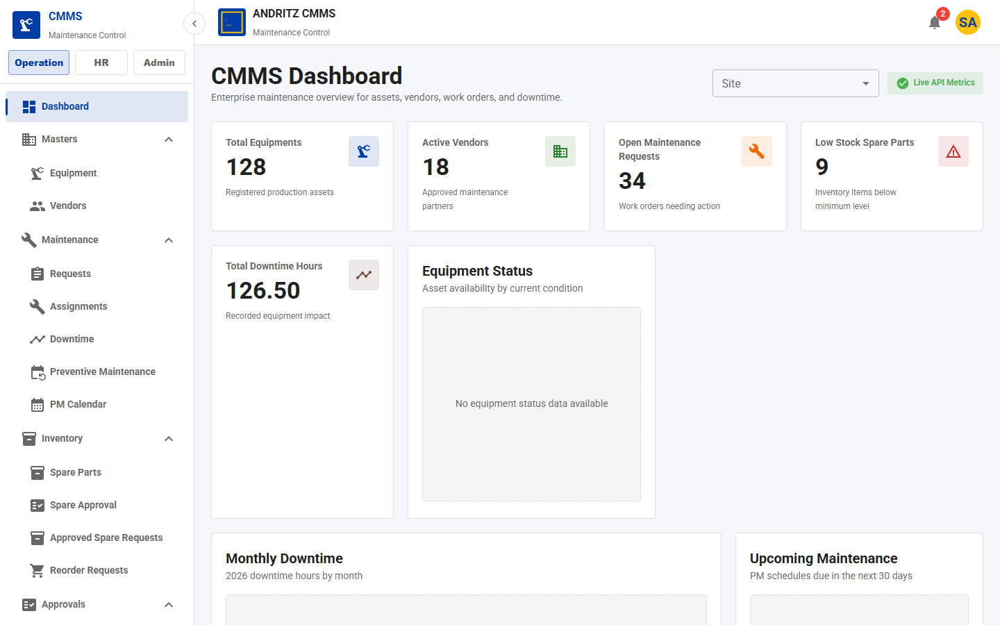 CMMS
Maintenance Control
Operation
HR
Admin
Dashboard
Masters
Equipment
Vendors
Maintenance
Requests
Assignments
Downtime
Preventive Maintenance
PM Calendar
Inventory
Spare Parts
Spare Approval
Approved Spare Requests
Reorder Requests
Approvals
ANDRITZ CMMS
Maintenance Control
2
SA
CMMS Dashboard
Enterprise maintenance overview for assets, vendors, work orders, and downtime.
Site
Live API Metrics
Total Equipments
128
Registered production assets
Active Vendors
18
Approved maintenance
partners
Open Maintenance
Requests
34
Work orders needing action
Low Stock Spare Parts
9
Inventory items below
minimum level
Total Downtime Hours
126.50
Recorded equipment impact
Equipment Status
Asset availability by current condition
No equipment status data available
Monthly Downtime
2026 downtime hours by month
Upcoming Maintenance
PM schedules due in the next 30 days